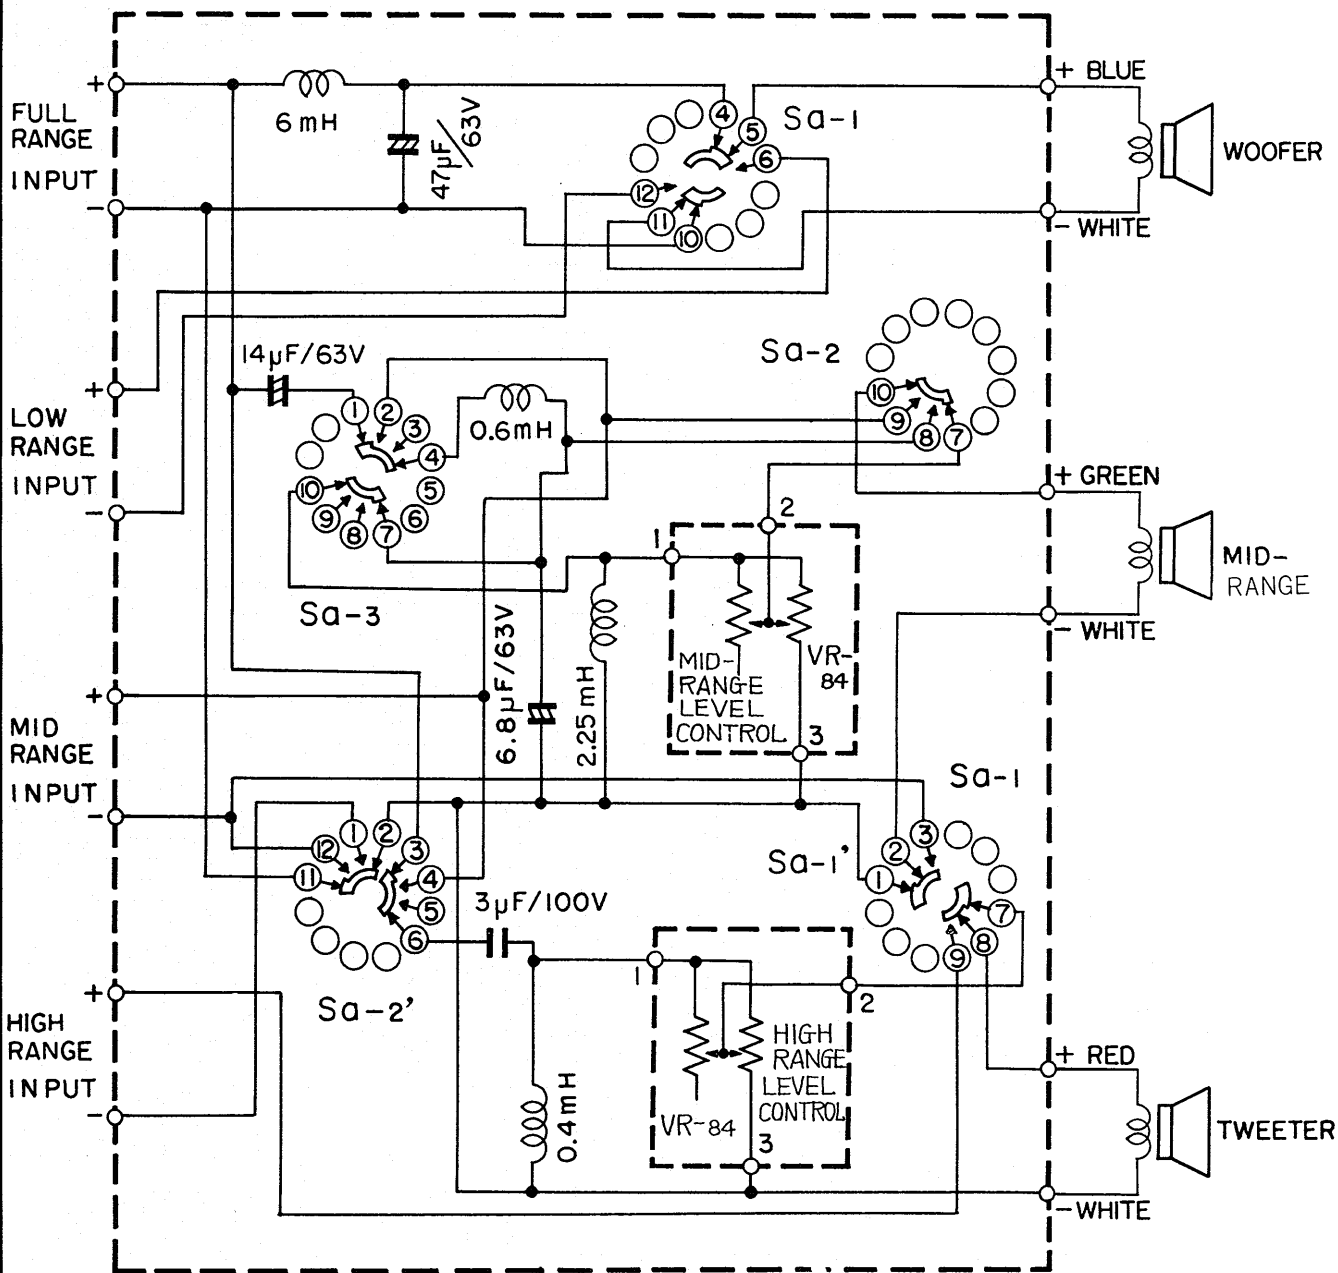 +
FULL
RANGE
INPUT
-
6mH
47µF/63V
Sa-1
4
5
6
12
11
10
+ BLUE
WOOFER
- WHITE
14µF/63V
Sa-2
10
9
8
7
+
LOW
RANGE
INPUT
-
1
2
3
4
5
6
7
8
9
10
0.6mH
Sa-3
+ GREEN
MID-
RANGE
- WHITE
1
2
3
MID-
RANGE
LEVEL
CONTROL
VR-
84
6.8µF/63V
2.25mH
+
MID
RANGE
INPUT
-
Sa-1
Sa-1'
1
2
3
7
8
9
1
2
3
4
5
6
11
12
3µF/100V
Sa-2'
+
HIGH
RANGE
INPUT
-
1
2
3
HIGH
RANGE
LEVEL
CONTROL
VR-84
0.4mH
+ RED
TWEETER
- WHITE